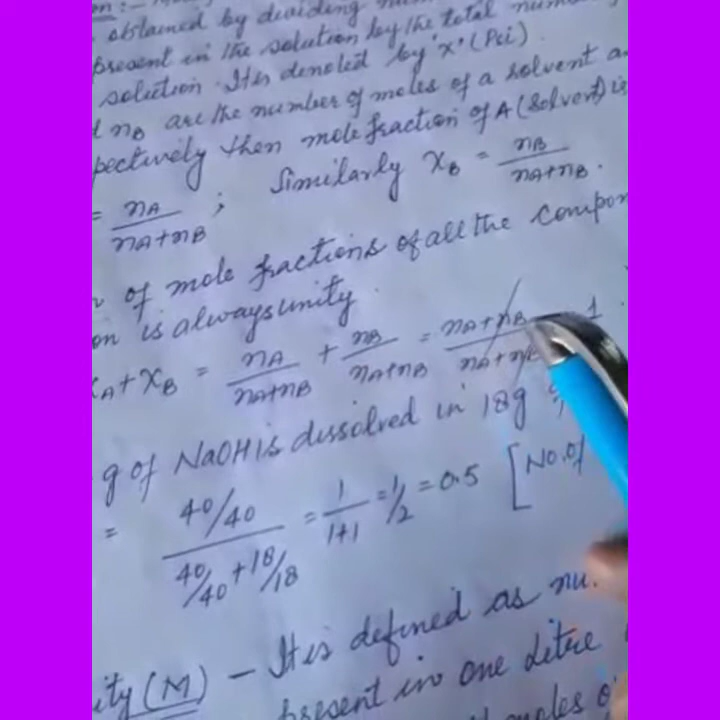 obtained by dividing
present in the solution by the total num
solution. It is denoted by 'x' (Pci).
nB are the number of moles of a solvent a
pectively then mole fraction of A (Solvent) is
= nA / nA+nB ; Similarly xB = nB / nA+nB .
of mole fractions of all the compon
on is always unity.
xA + xB = nA / nA+nB + nB / nA+nB = nA+nB / nA+nB = 1
g of NaOH is dissolved in 18g
= 40/40 / 40/40 + 18/18 = 1 / 1+1 = 1/2 = 0.5 [No. of
ity (M) – It is defined as nu
present in one litre
moles o